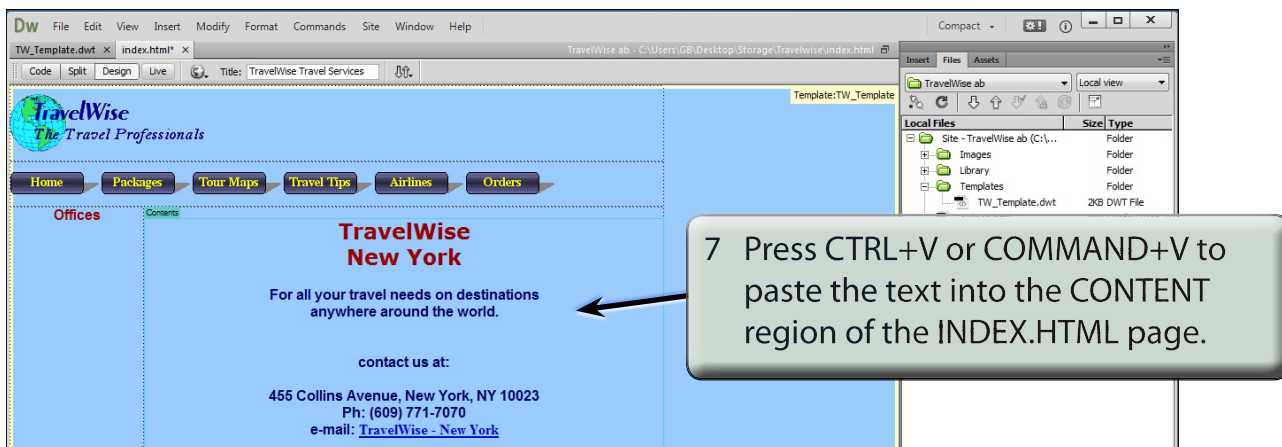 Dw File Edit View Insert Modify Format Commands Site Window Help Compact
TW_Template.dwt × index.html* × TravelWise ab - C:\Users\GB\Desktop\Storage\Travelwise\index.html
Code Split Design Live Title: TravelWise Travel Services
Insert Files Assets
TravelWise ab Local view
Template:TW_Template
Local Files Size Type
Site - TravelWise ab (C:\... Folder
Images Folder
Library Folder
Templates Folder
TW_Template.dwt 2KB DWT File
TravelWise
The Travel Professionals
Home Packages Tour Maps Travel Tips Airlines Orders
Offices
Contents
TravelWise
New York
For all your travel needs on destinations
anywhere around the world.
contact us at:
455 Collins Avenue, New York, NY 10023
Ph: (609) 771-7070
e-mail: TravelWise - New York
7 Press CTRL+V or COMMAND+V to
paste the text into the CONTENT
region of the INDEX.HTML page.